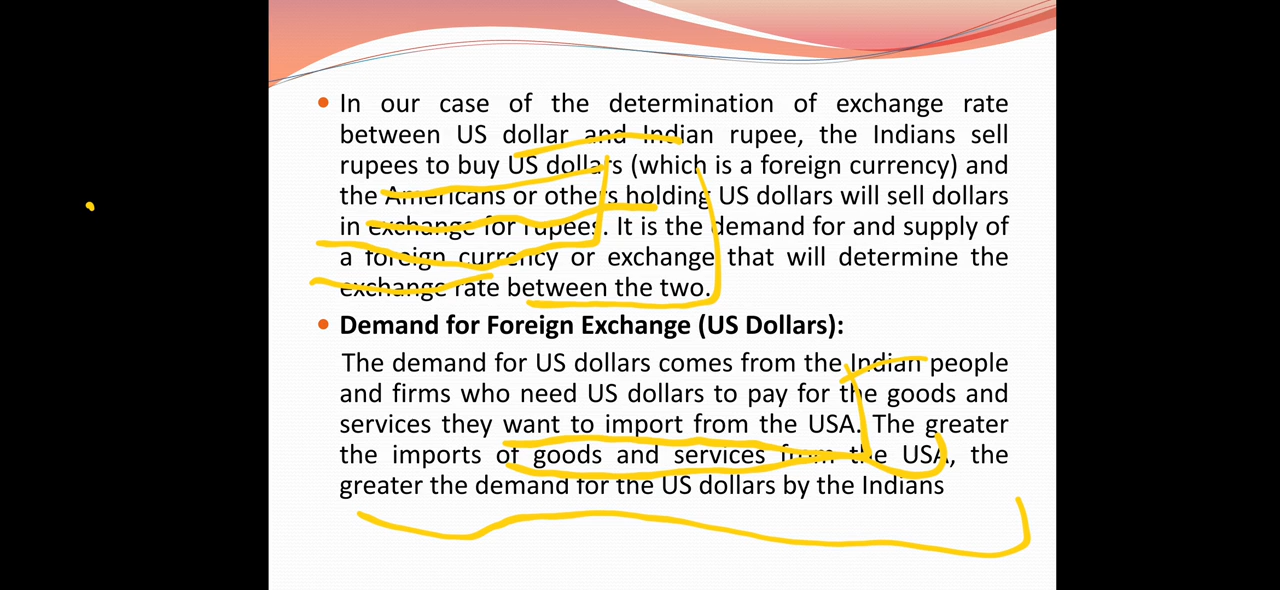 In our case of the determination of exchange rate
between US dollar and Indian rupee, the Indians sell
rupees to buy US dollars (which is a foreign currency) and
the Americans or others holding US dollars will sell dollars
in exchange for rupees. It is the demand for and supply of
a foreign currency or exchange that will determine the
exchange rate between the two.
Demand for Foreign Exchange (US Dollars):
The demand for US dollars comes from the Indian people
and firms who need US dollars to pay for the goods and
services they want to import from the USA. The greater
the imports of goods and services from the USA, the
greater the demand for the US dollars by the Indians